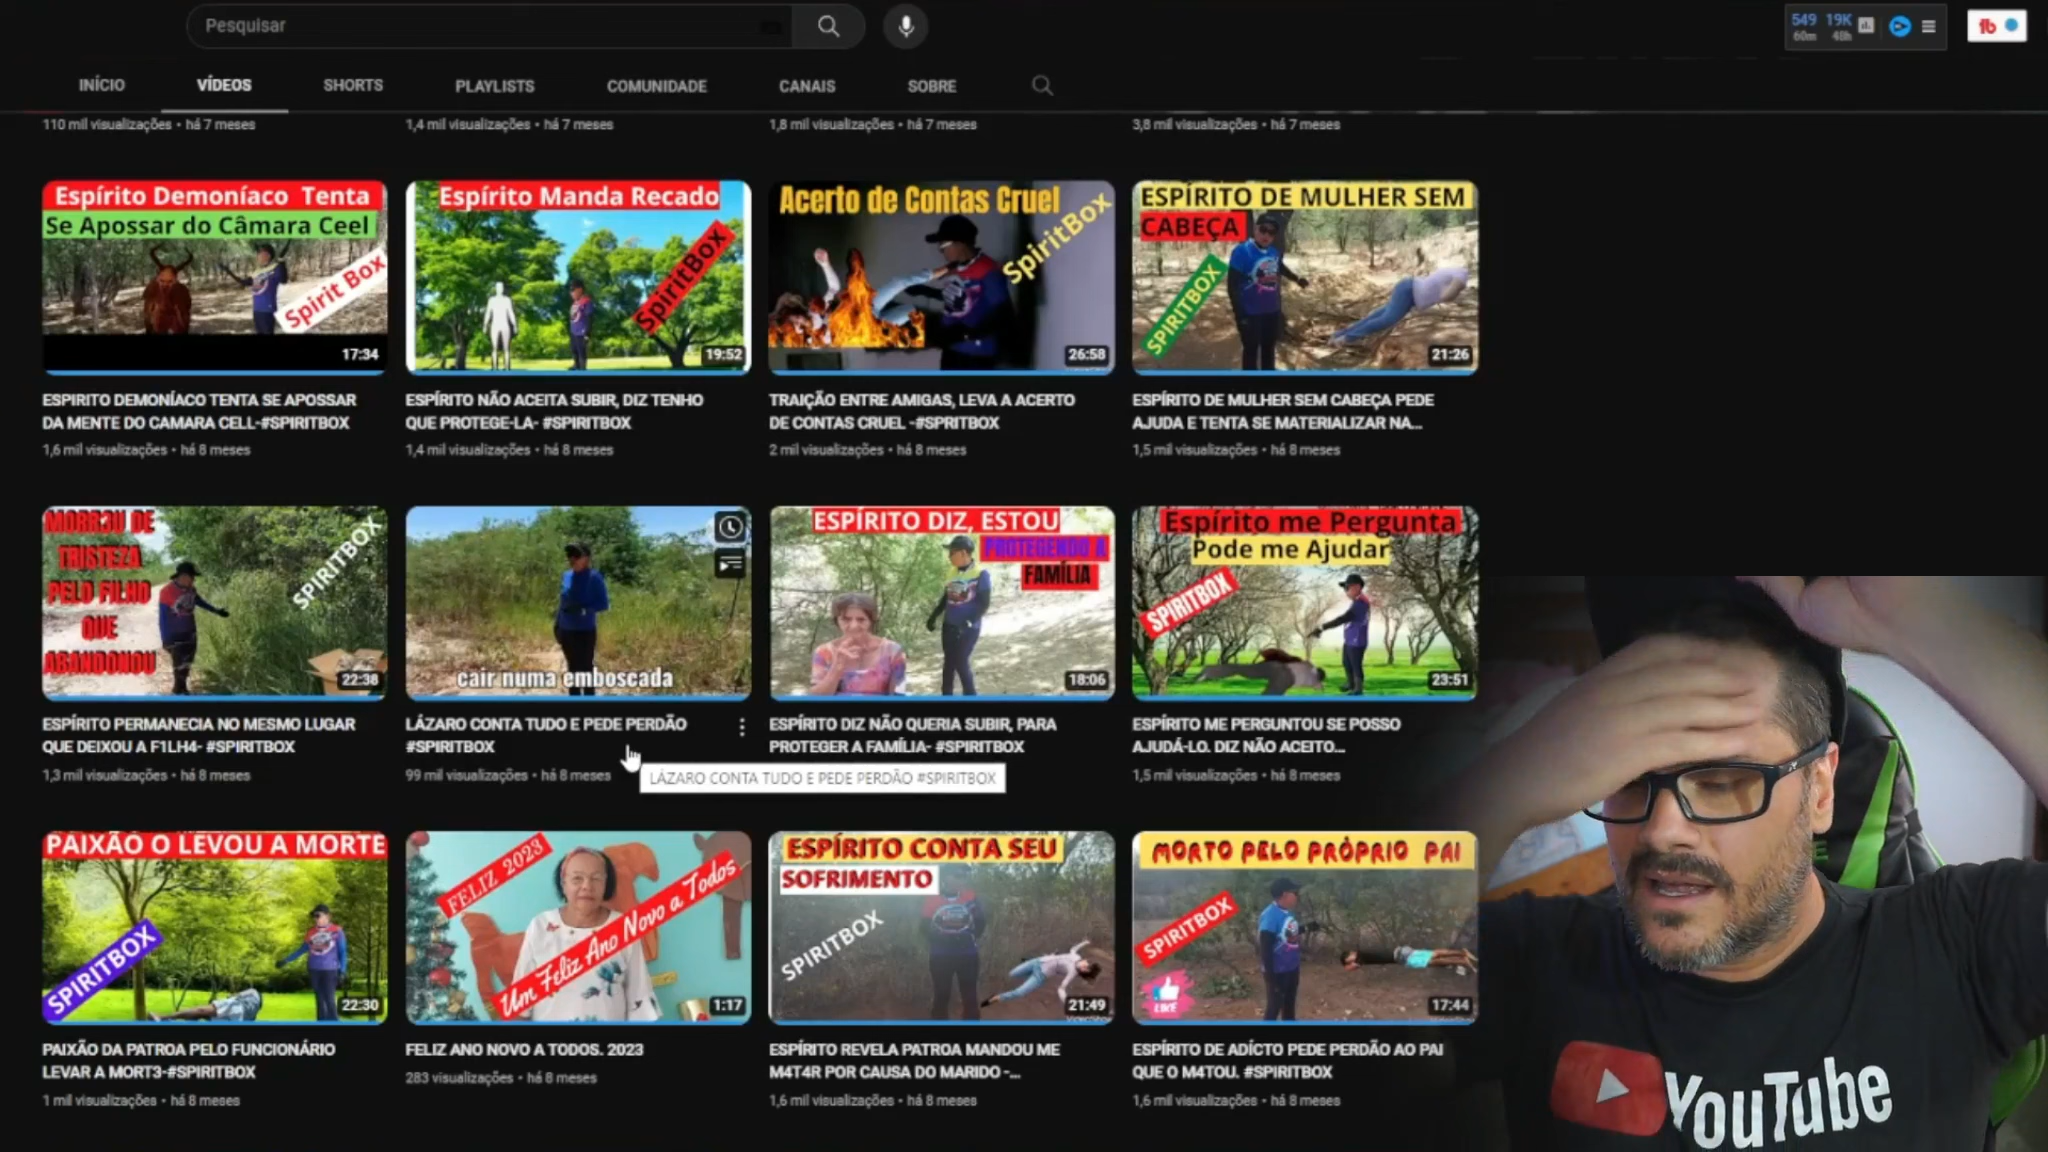 Pesquisar
549 19K
60m 48h
INÍCIO VÍDEOS SHORTS PLAYLISTS COMUNIDADE CANAIS SOBRE
110 mil visualizações • há 7 meses
1,4 mil visualizações • há 7 meses
1,8 mil visualizações • há 7 meses
3,8 mil visualizações • há 7 meses
Espírito Demoníaco Tenta
Se Apossar do Câmara Ceel
Spirit Box
17:34
Espírito Manda Recado
SpiritBox
19:52
Acerto de Contas Cruel
SpiritBox
26:58
ESPÍRITO DE MULHER SEM
CABEÇA
SPIRITBOX
21:26
ESPIRITO DEMONÍACO TENTA SE APOSSAR
DA MENTE DO CAMARA CELL-#SPIRITBOX
1,6 mil visualizações • há 8 meses
ESPÍRITO NÃO ACEITA SUBIR, DIZ TENHO
QUE PROTEGE-LA- #SPIRITBOX
1,4 mil visualizações • há 8 meses
TRAIÇÃO ENTRE AMIGAS, LEVA A ACERTO
DE CONTAS CRUEL -#SPRITBOX
2 mil visualizações • há 8 meses
ESPÍRITO DE MULHER SEM CABEÇA PEDE
AJUDA E TENTA SE MATERIALIZAR NA...
1,5 mil visualizações • há 8 meses
MORR3U DE
TRISTEZA
PELO FILHO
QUE
ABANDONOU
SPIRITBOX
22:38
cair numa emboscada
ESPÍRITO DIZ, ESTOU
PROTEGENDO A
FAMÍLIA
18:06
Espírito me Pergunta
Pode me Ajudar
SPIRITBOX
23:51
ESPÍRITO PERMANECIA NO MESMO LUGAR
QUE DEIXOU A F1LH4- #SPIRITBOX
1,3 mil visualizações • há 8 meses
LÁZARO CONTA TUDO E PEDE PERDÃO
#SPIRITBOX
99 mil visualizações • há 8 meses
LÁZARO CONTA TUDO E PEDE PERDÃO #SPIRITBOX
ESPÍRITO DIZ NÃO QUERIA SUBIR, PARA
PROTEGER A FAMÍLIA- #SPIRITBOX
1,6 mil visualizações • há 8 meses
ESPÍRITO ME PERGUNTOU SE POSSO
AJUDÁ-LO. DIZ NÃO ACEITO...
1,5 mil visualizações • há 8 meses
PAIXÃO O LEVOU A MORTE
SPIRITBOX
22:30
FELIZ 2023
Um Feliz Ano Novo a Todos
1:17
ESPÍRITO CONTA SEU
SOFRIMENTO
SPIRITBOX
21:49
MORTO PELO PRÓPRIO PAI
SPIRITBOX
LIKE
17:44
PAIXÃO DA PATROA PELO FUNCIONÁRIO
LEVAR A MORT3-#SPIRITBOX
1 mil visualizações • há 8 meses
FELIZ ANO NOVO A TODOS. 2023
283 visualizações • há 8 meses
ESPÍRITO REVELA PATROA MANDOU ME
M4T4R POR CAUSA DO MARIDO -...
1,6 mil visualizações • há 8 meses
ESPÍRITO DE ADÍCTO PEDE PERDÃO AO PAI
QUE O M4TOU. #SPIRITBOX
1,6 mil visualizações • há 8 meses
YouTube